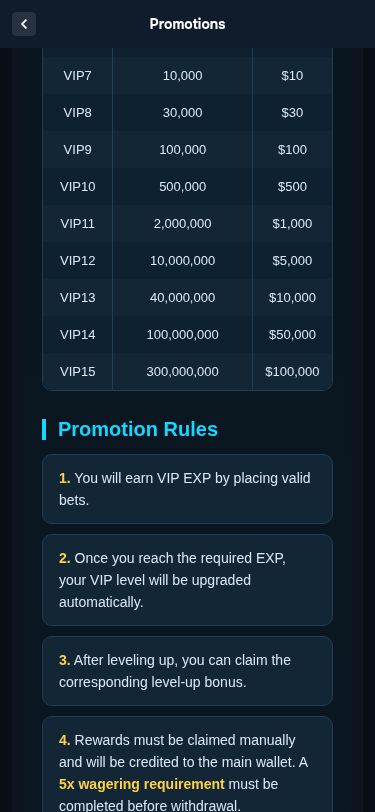 Promotions
VIP7 10,000 $10
VIP8 30,000 $30
VIP9 100,000 $100
VIP10 500,000 $500
VIP11 2,000,000 $1,000
VIP12 10,000,000 $5,000
VIP13 40,000,000 $10,000
VIP14 100,000,000 $50,000
VIP15 300,000,000 $100,000
Promotion Rules
1. You will earn VIP EXP by placing valid
bets.
2. Once you reach the required EXP,
your VIP level will be upgraded
automatically.
3. After leveling up, you can claim the
corresponding level-up bonus.
4. Rewards must be claimed manually
and will be credited to the main wallet. A
5x wagering requirement must be
completed before withdrawal.